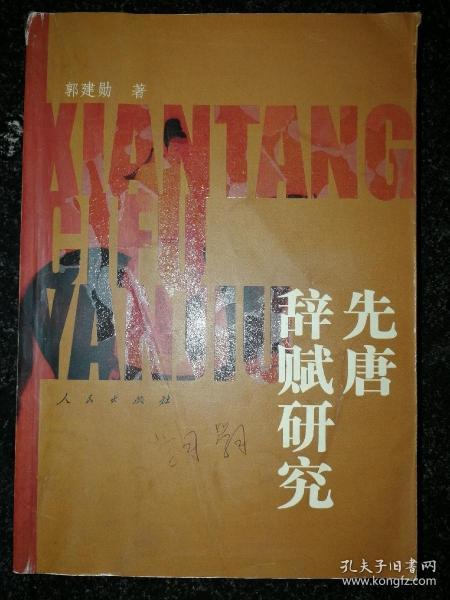 郭建勋 著
XIANTANG
CIFU
YANJIU
先唐
辞赋研究
人民出版社
孔夫子旧书网
www.kongfz.com